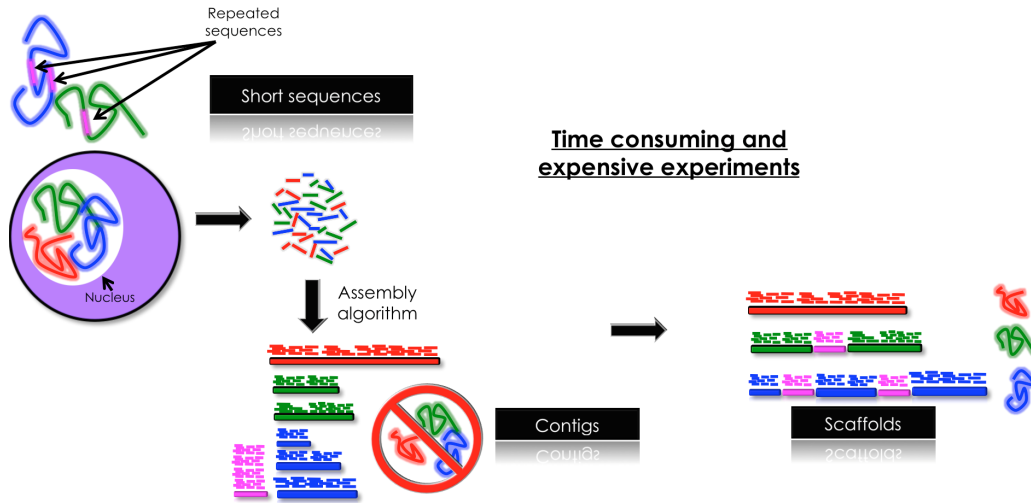 Repeated
sequences
Short sequences
Time consuming and
expensive experiments
Nucleus
Assembly
algorithm
Contigs
Scaffolds